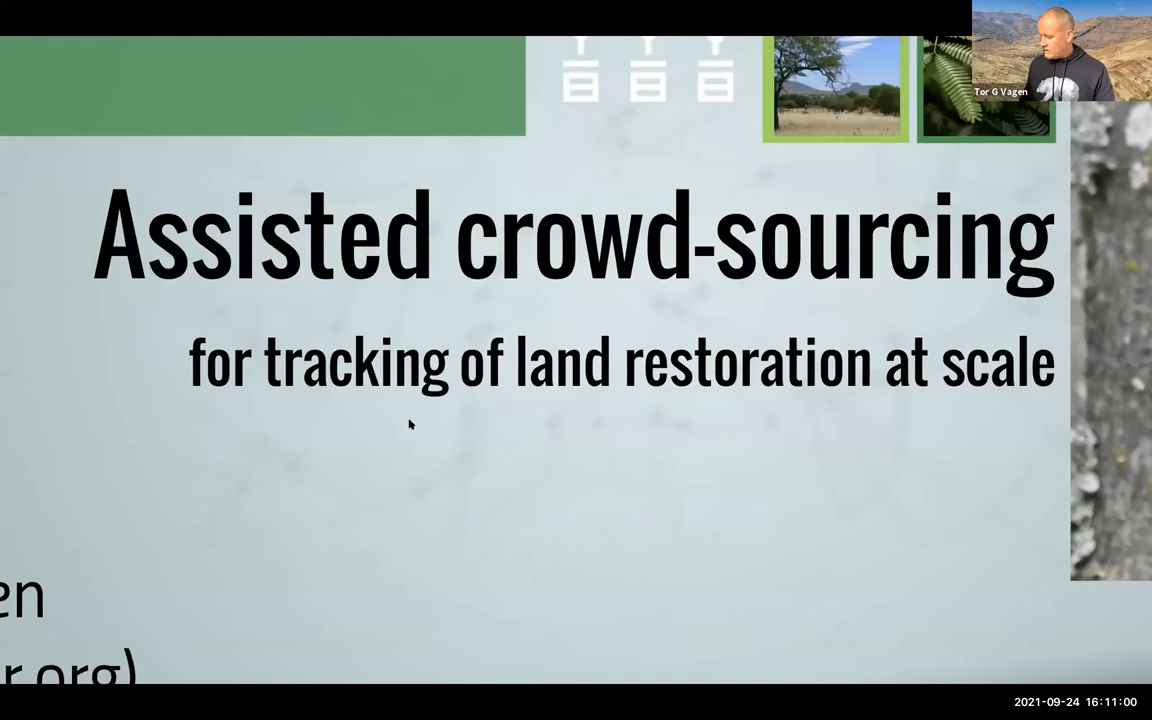 Tor G Vagen
Assisted crowd-sourcing
for tracking of land restoration at scale
en
r.org)
2021-09-24 16:11:00